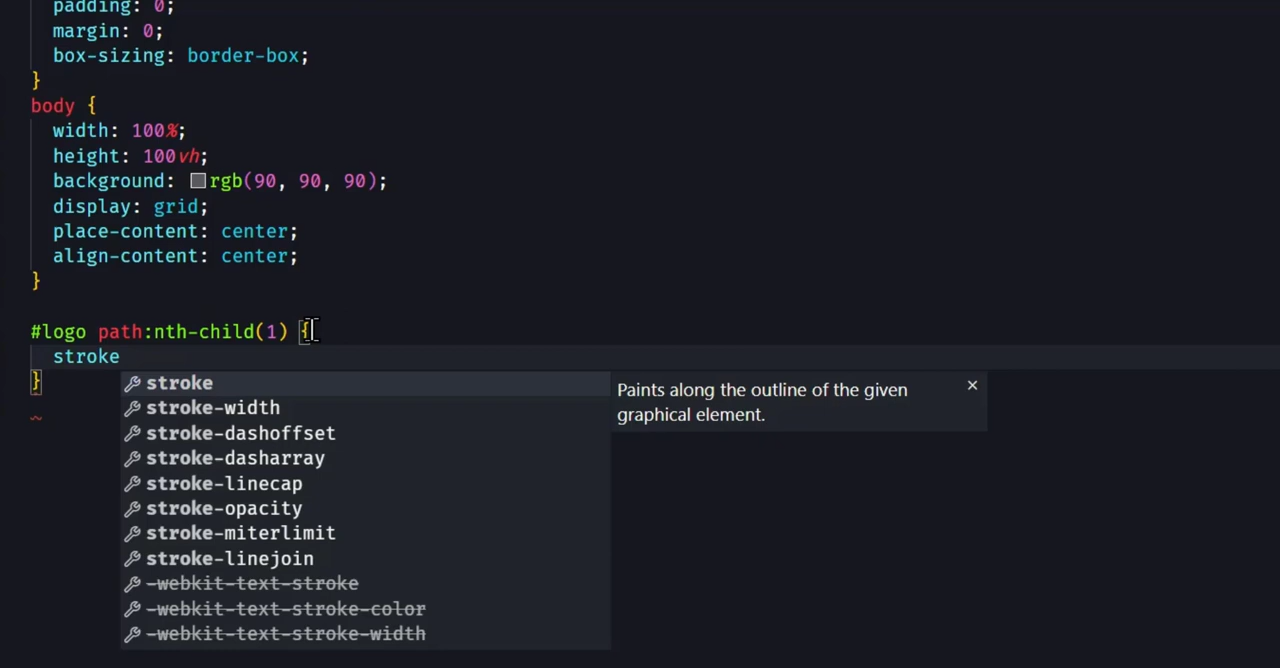 padding: 0;
margin: 0;
box-sizing: border-box;
}
body {
width: 100%;
height: 100vh;
background: rgb(90, 90, 90);
display: grid;
place-content: center;
align-content: center;
}
#logo path:nth-child(1) {
stroke
}
stroke
stroke-width
stroke-dashoffset
stroke-dasharray
stroke-linecap
stroke-opacity
stroke-miterlimit
stroke-linejoin
-webkit-text-stroke
-webkit-text-stroke-color
-webkit-text-stroke-width
Paints along the outline of the given
graphical element.